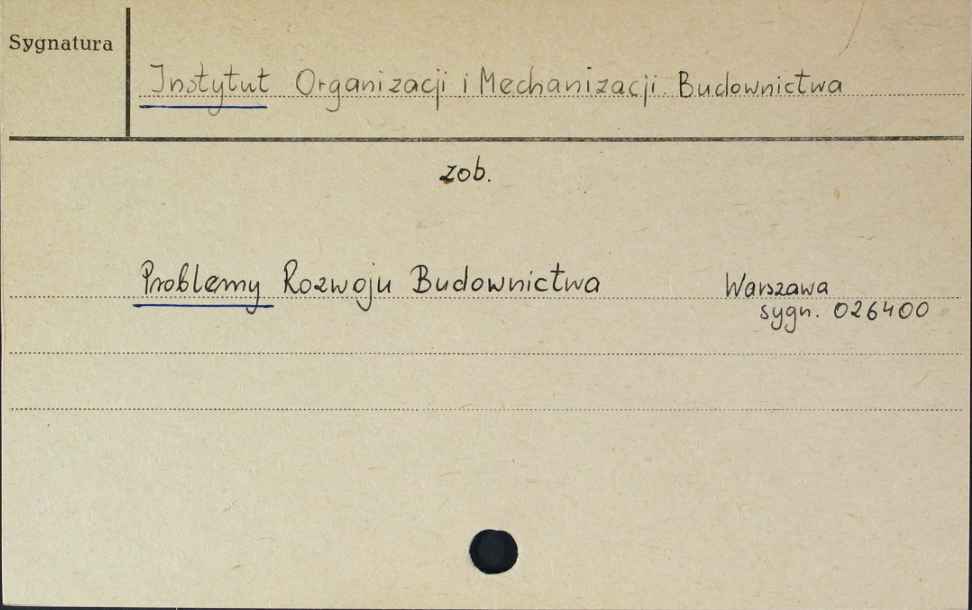 Sygnatura
Instytut Organizacji i Mechanizacji Budownictwa
zob.
Problemy Rozwoju Budownictwa Warszawa
sygn. 026400